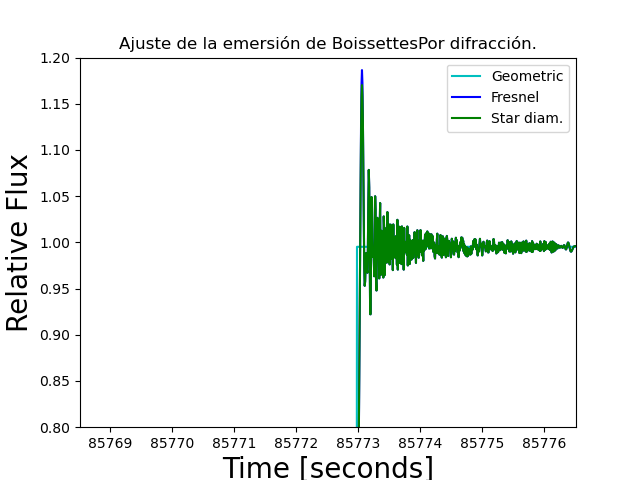 Ajuste de la emersión de BoissettesPor difracción.
Geometric
Fresnel
Star diam.
Relative Flux
1.20
1.15
1.10
1.05
1.00
0.95
0.90
0.85
0.80
85769 85770 85771 85772 85773 85774 85775 85776
Time [seconds]